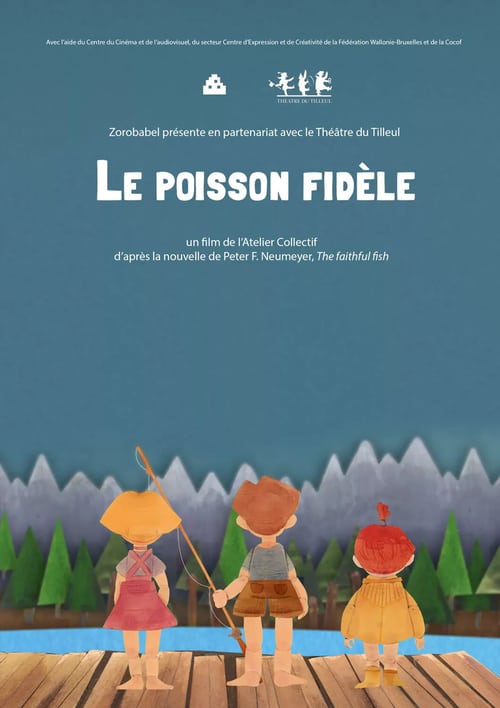 Avec l'aide du Centre du Cinéma et de l'audiovisuel, du secteur Centre d'Expression et de Créativité de la Fédération Wallonie-Bruxelles et de la Cocof
THEATRE DU TILLEUL
Zorobabel présente en partenariat avec le Théâtre du Tilleul
LE POISSON FIDÈLE
un film de l'Atelier Collectif
d'après la nouvelle de Peter F. Neumeyer, The faithful fish